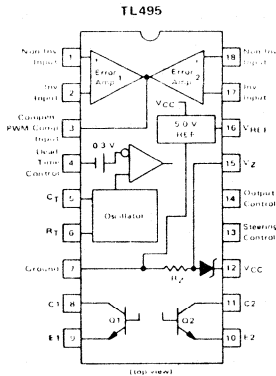 TL495
Non-Inv Input 1
Inv Input 2
Compen PWM Comp Input 3
Dead Time Control 4
CT 5
RT 6
Ground 7
C1 8
E1 9
18 Non-Inv Input
17 Inv Input
16 VREF
15 VZ
14 Output Control
13 Steering Control
12 VCC
11 C2
10 E2
Error Amp 1
Error Amp 2
VCC
5.0 V REF
0.3 V
Oscillator
RZ
Q1
Q2
(top view)